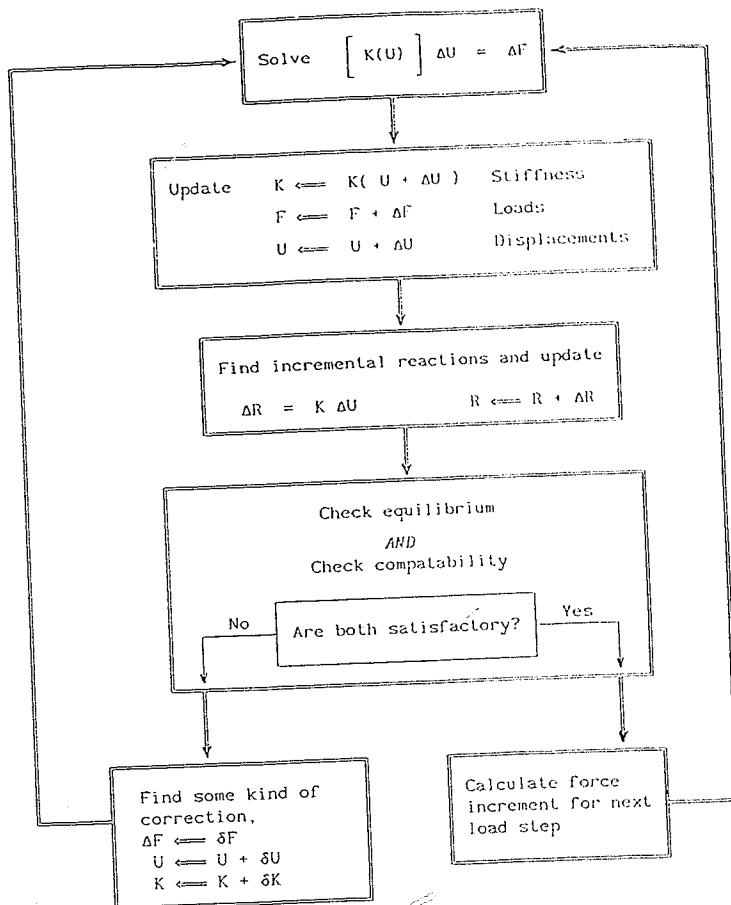 Solve [ K(U) ] ΔU = ΔF
Update K ⟸ K( U + ΔU ) Stiffness
F ⟸ F + ΔF Loads
U ⟸ U + ΔU Displacements
Find incremental reactions and update
ΔR = K ΔU R ⟸ R + ΔR
Check equilibrium
AND
Check compatability
No
Are both satisfactory?
Yes
Find some kind of
correction,
ΔF ⟸ δF
U ⟸ U + δU
K ⟸ K + δK
Calculate force
increment for next
load step